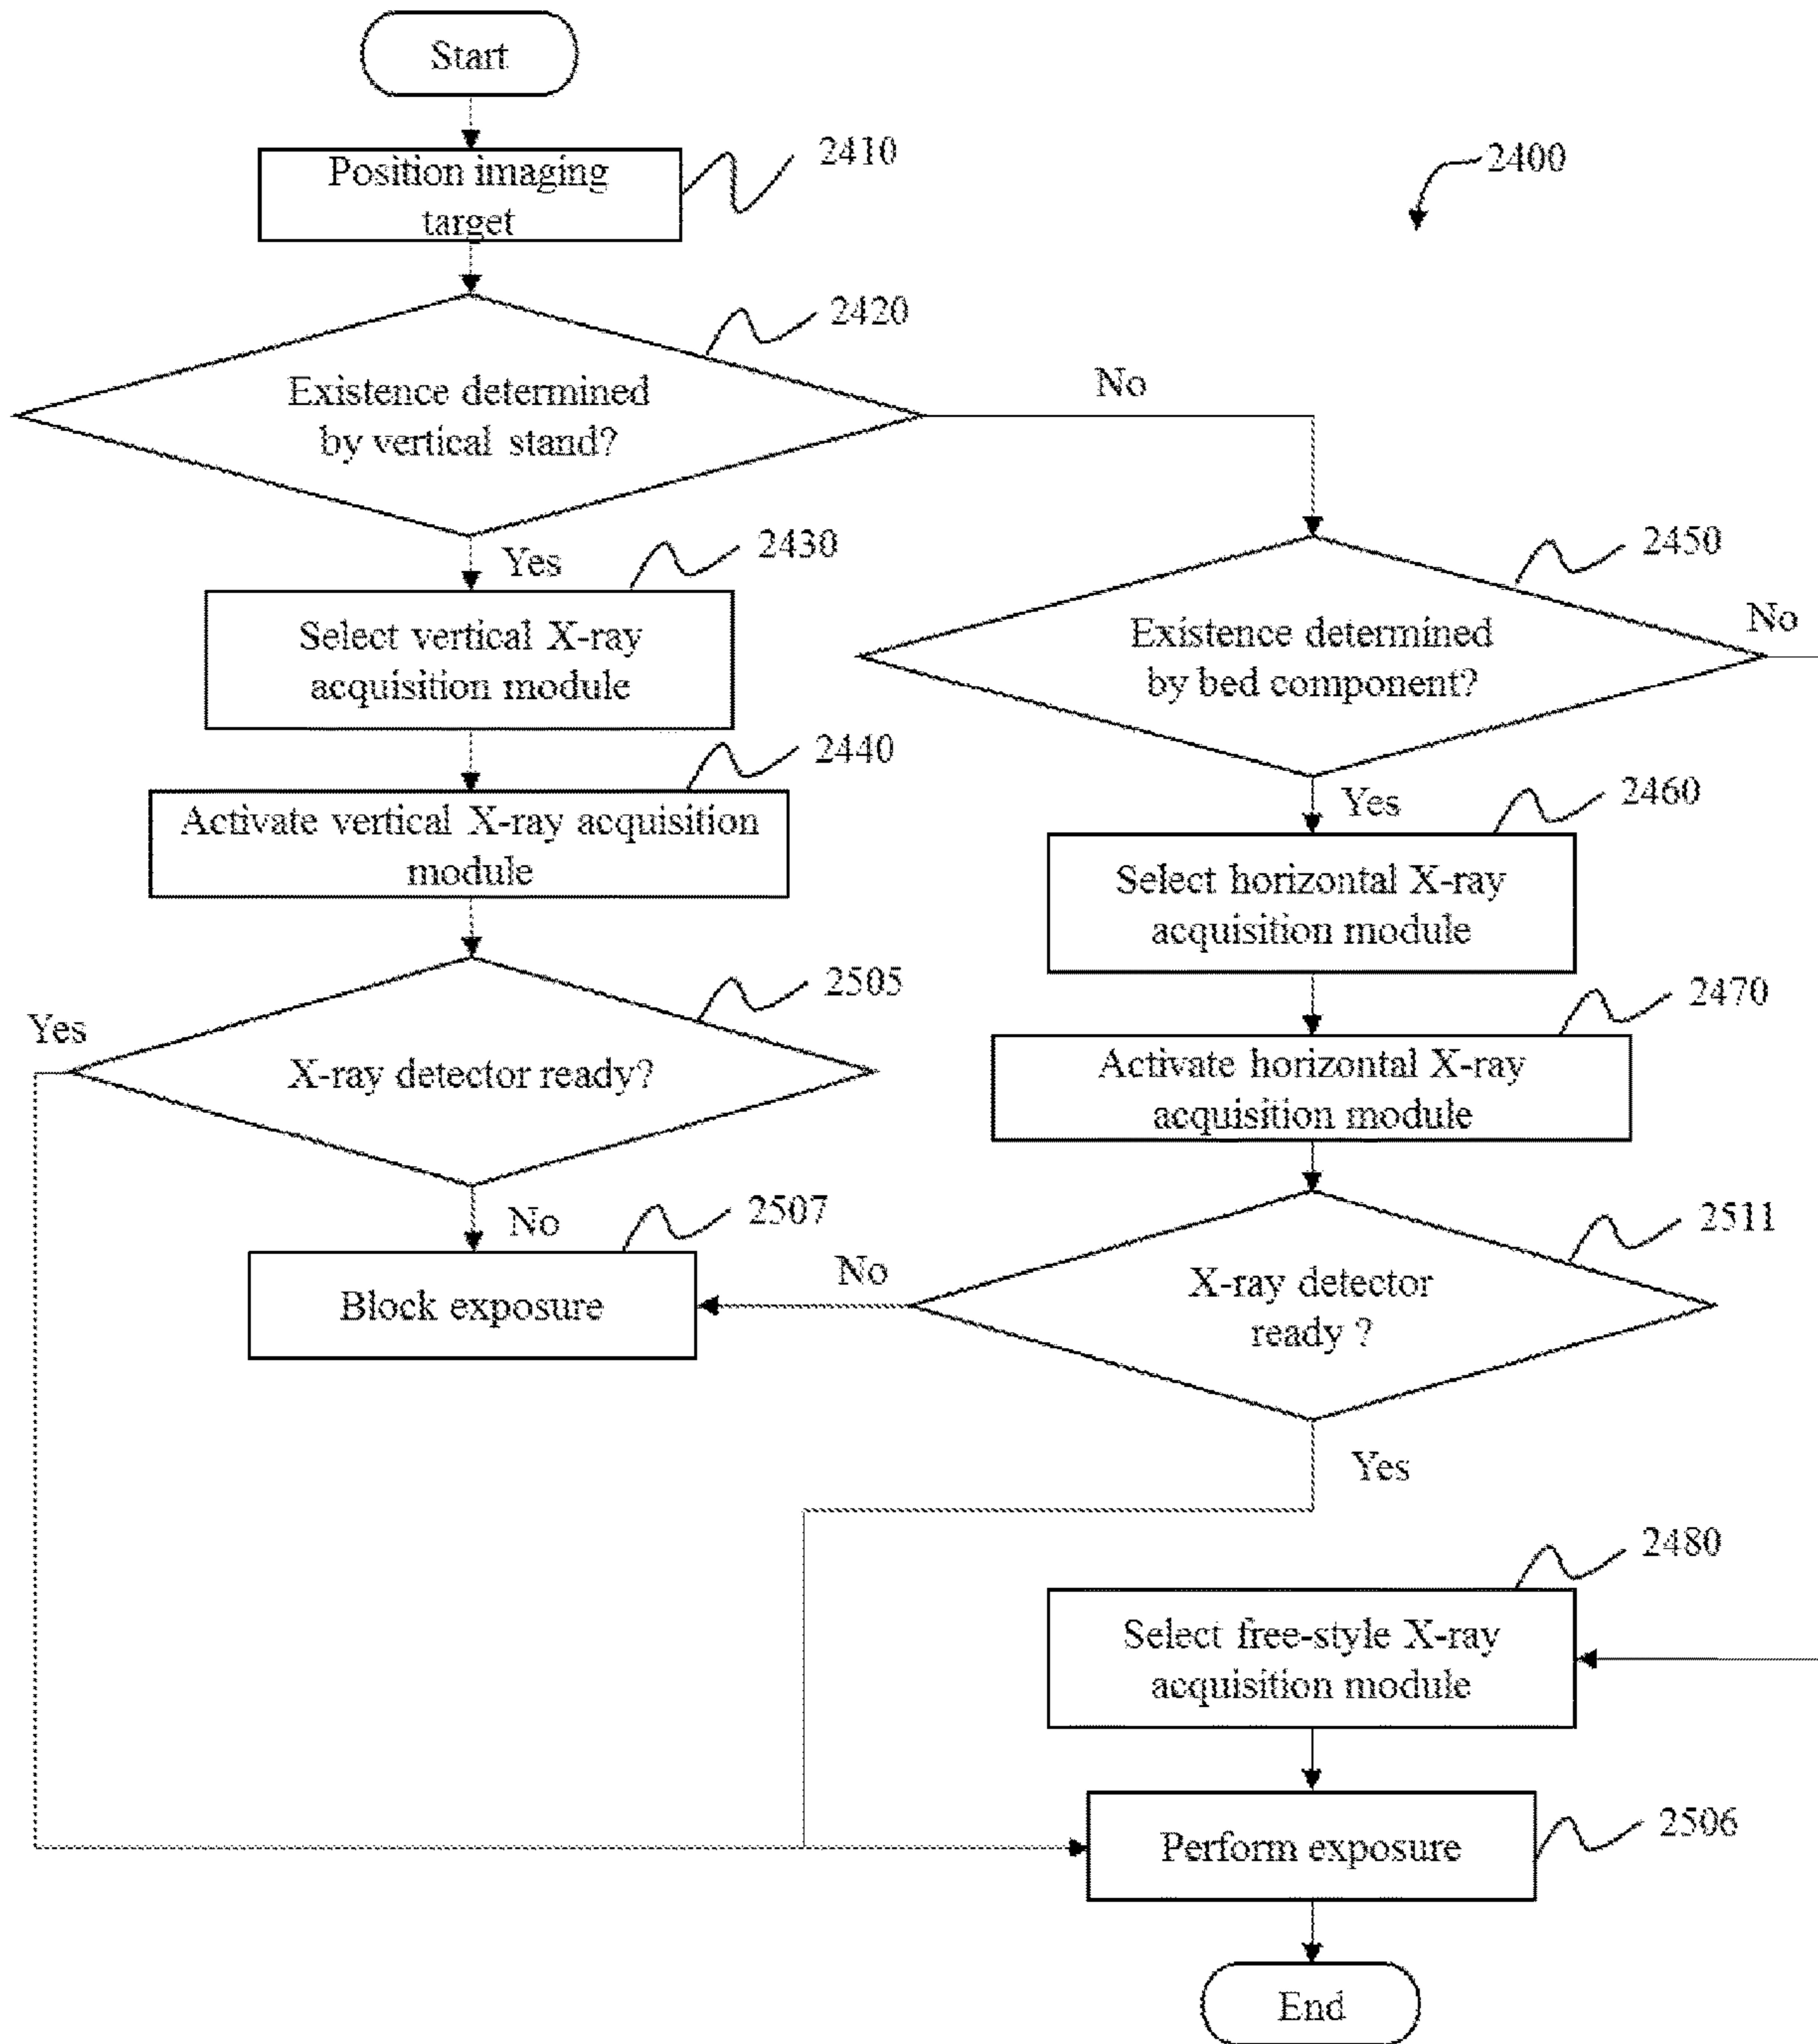 Start
Position imaging
target
2410
2400
Existence determined
by vertical stand?
2420
No
Yes
2430
Select vertical X-ray
acquisition module
2450
Existence determined
by bed component?
No
2440
Activate vertical X-ray acquisition
module
Yes
2460
Select horizontal X-ray
acquisition module
2505
Yes
X-ray detector ready?
2470
Activate horizontal X-ray
acquisition module
No
2507
Block exposure
No
2511
X-ray detector
ready ?
Yes
2480
Select free-style X-ray
acquisition module
2506
Perform exposure
End